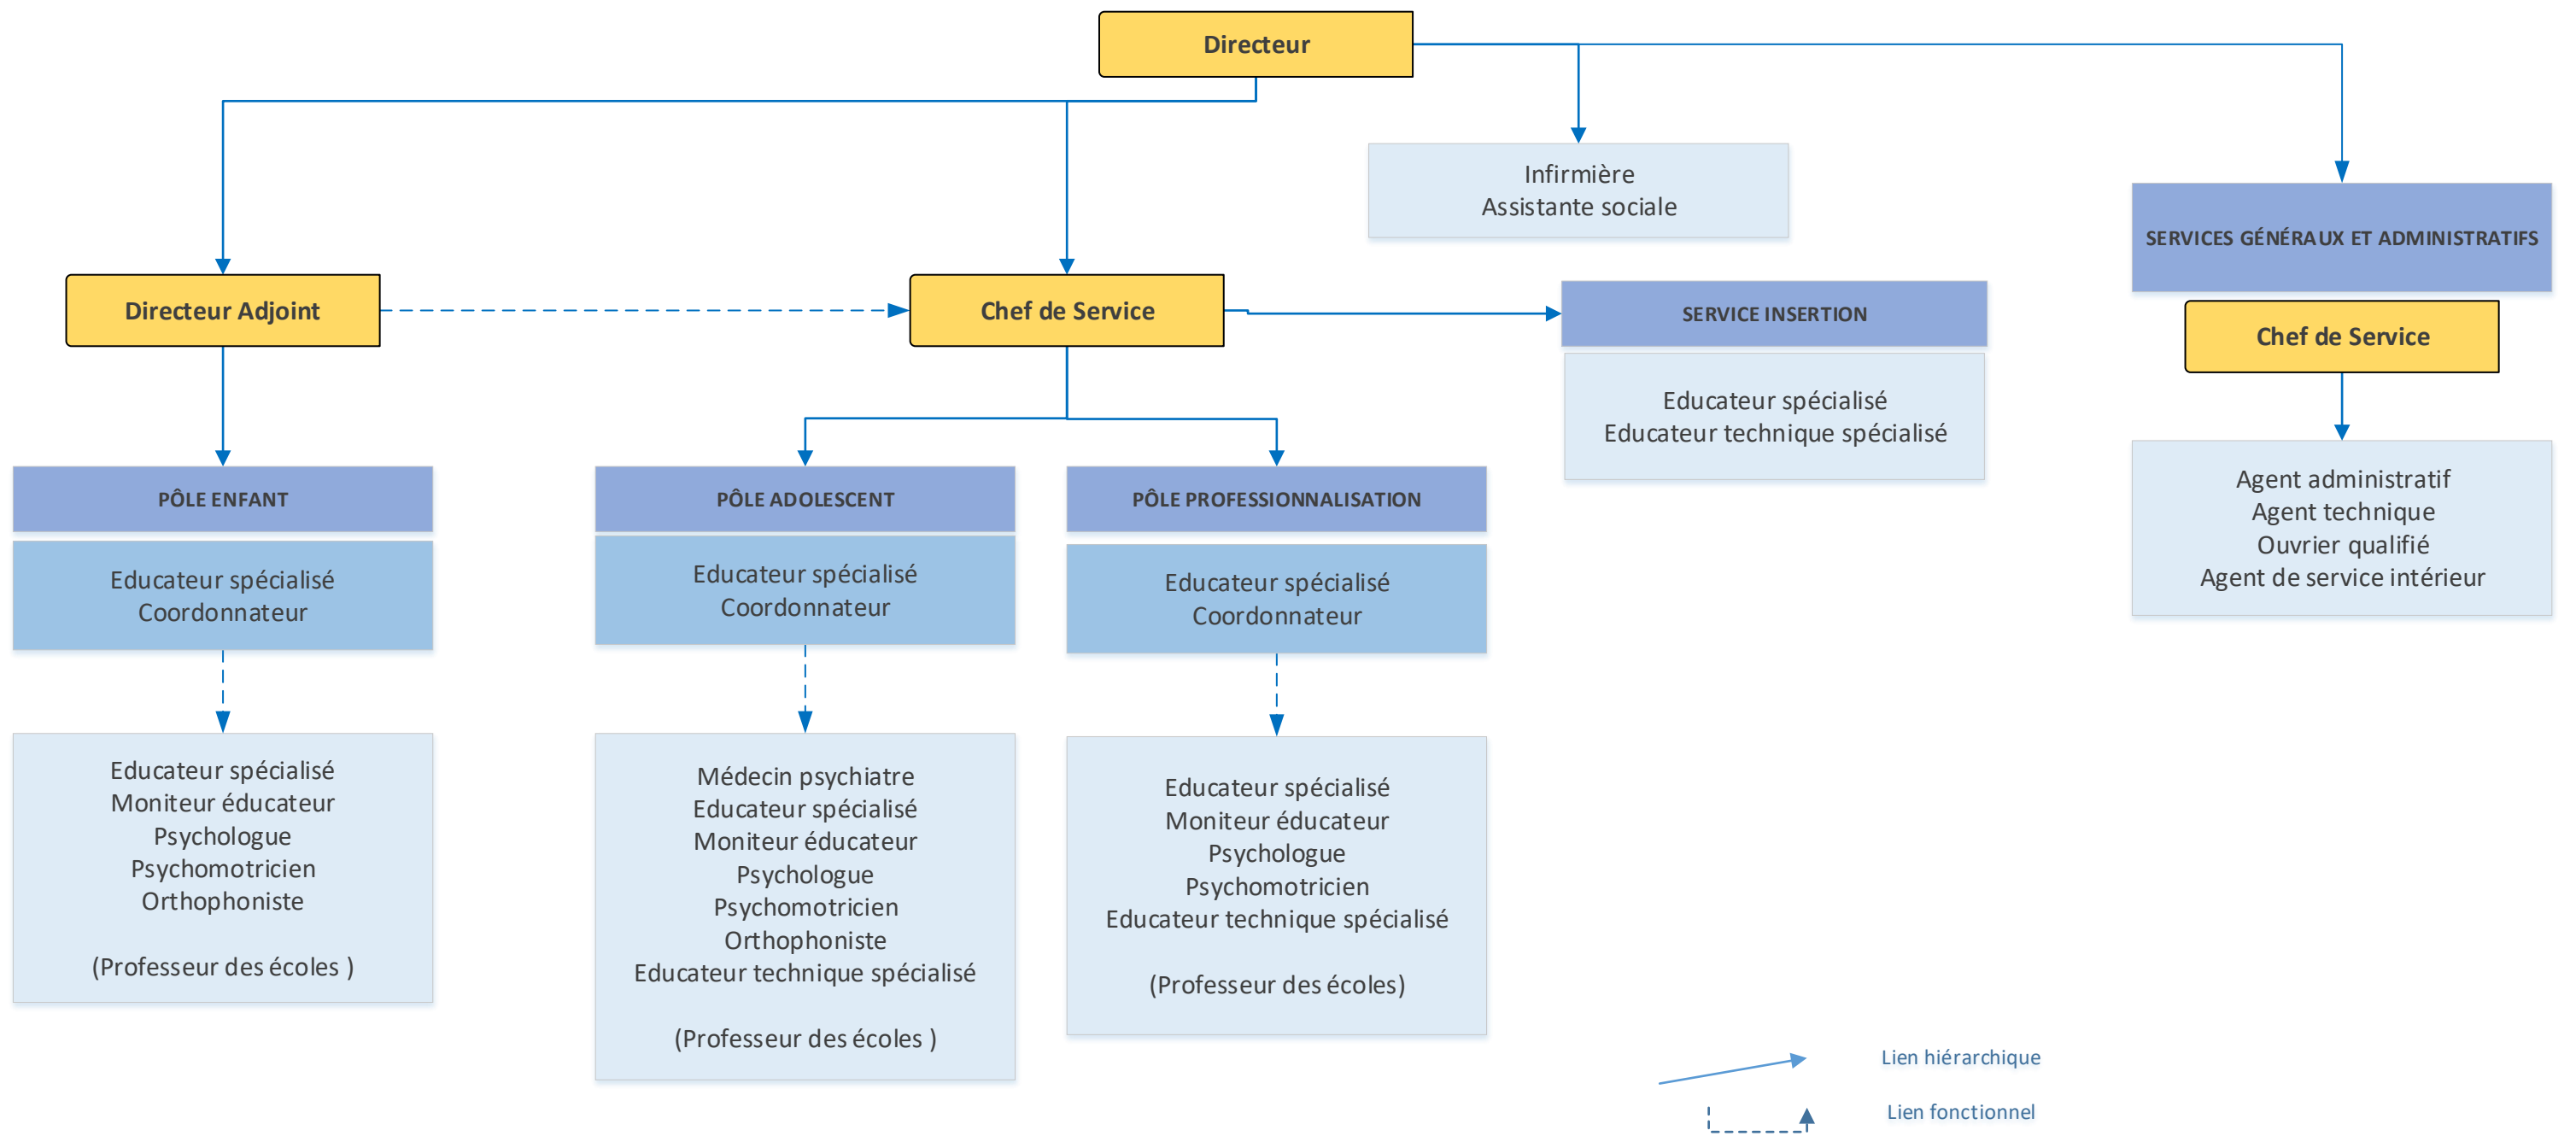 Directeur
Infirmière
Assistante sociale
SERVICES GÉNÉRAUX ET ADMINISTRATIFS
Directeur Adjoint
Chef de Service
SERVICE INSERTION
Chef de Service
Educateur spécialisé
Educateur technique spécialisé
Agent administratif
Agent technique
Ouvrier qualifié
Agent de service intérieur
PÔLE ENFANT
Educateur spécialisé
Coordonnateur
Educateur spécialisé
Moniteur éducateur
Psychologue
Psychomotricien
Orthophoniste
(Professeur des écoles )
PÔLE ADOLESCENT
Educateur spécialisé
Coordonnateur
Médecin psychiatre
Educateur spécialisé
Moniteur éducateur
Psychologue
Psychomotricien
Orthophoniste
Educateur technique spécialisé
(Professeur des écoles )
PÔLE PROFESSIONNALISATION
Educateur spécialisé
Coordonnateur
Educateur spécialisé
Moniteur éducateur
Psychologue
Psychomotricien
Educateur technique spécialisé
(Professeur des écoles)
Lien hiérarchique
Lien fonctionnel